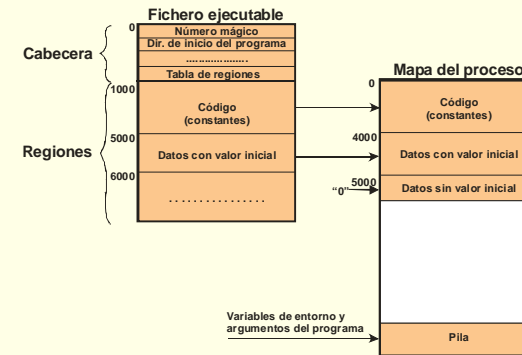 Fichero ejecutable
0
Número mágico
Dir. de inicio del programa
...................
Tabla de regiones
Cabecera
1000
Código
(constantes)
5000
Datos con valor inicial
6000
. . . . . . . . . . . . . . .
Regiones
Mapa del proceso
0
Código
(constantes)
4000
Datos con valor inicial
5000
“0”
Datos sin valor inicial
Variables de entorno y
argumentos del programa
Pila